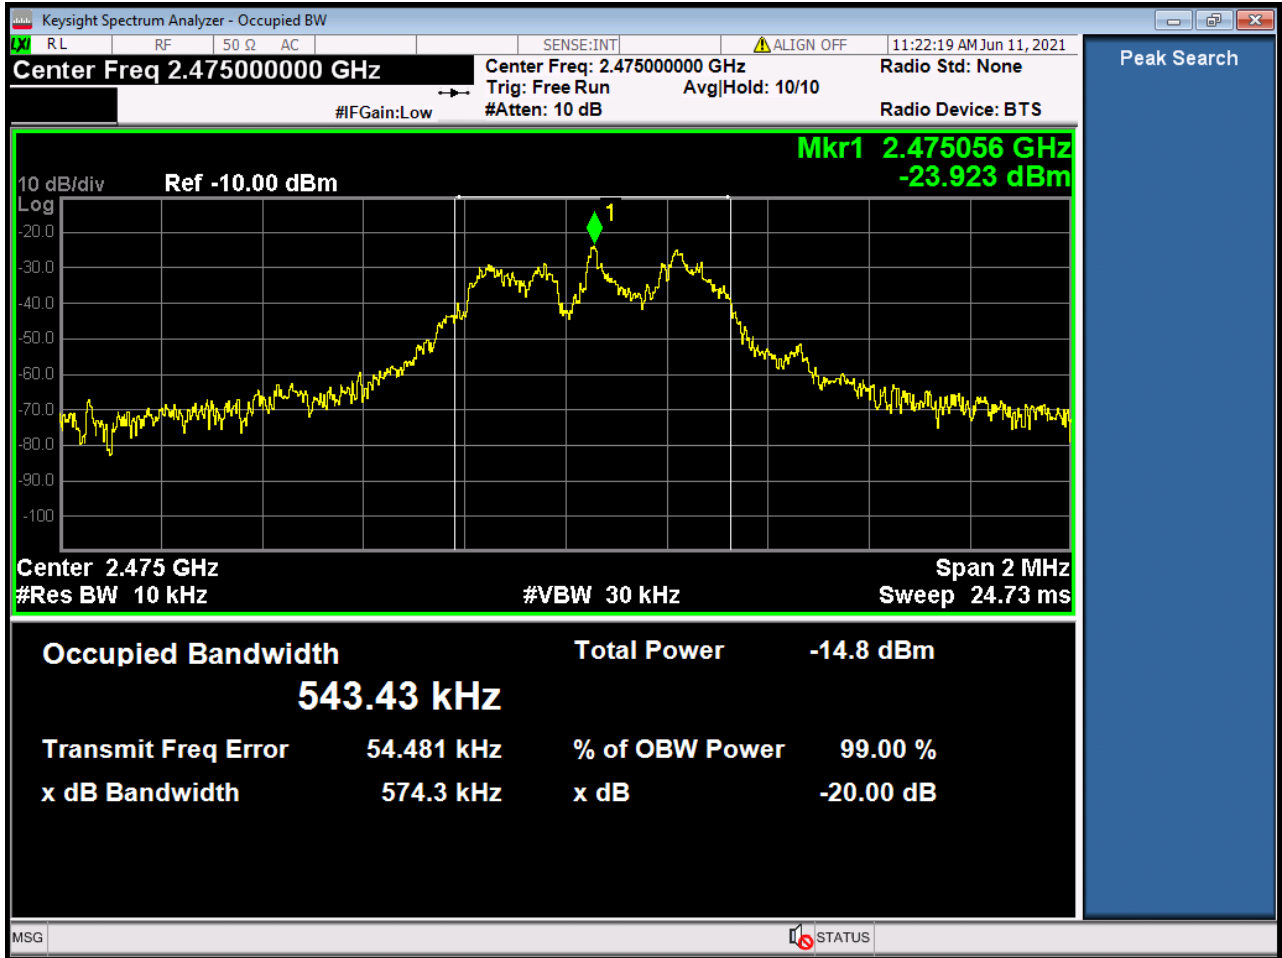 Keysight Spectrum Analyzer - Occupied BW
LXI RL RF 50 Ω AC SENSE:INT ALIGN OFF 11:22:19 AM Jun 11, 2021
Center Freq 2.475000000 GHz
Center Freq: 2.475000000 GHz
Radio Std: None
Trig: Free Run
Avg|Hold: 10/10
#IFGain:Low
#Atten: 10 dB
Radio Device: BTS
Peak Search
Mkr1 2.475056 GHz
-23.923 dBm
10 dB/div
Ref -10.00 dBm
Log
1
-20.0
-30.0
-40.0
-50.0
-60.0
-70.0
-80.0
-90.0
-100
Center 2.475 GHz
Span 2 MHz
#Res BW 10 kHz
#VBW 30 kHz
Sweep 24.73 ms
Occupied Bandwidth
Total Power -14.8 dBm
543.43 kHz
Transmit Freq Error 54.481 kHz
% of OBW Power 99.00 %
x dB Bandwidth 574.3 kHz
x dB -20.00 dB
MSG
STATUS